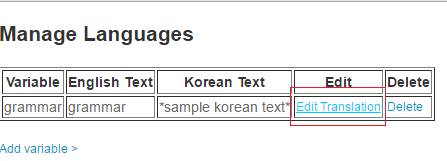 Manage Languages
Variable English Text Korean Text Edit Delete
grammar grammar *sample korean text* Edit Translation Delete
Add variable >